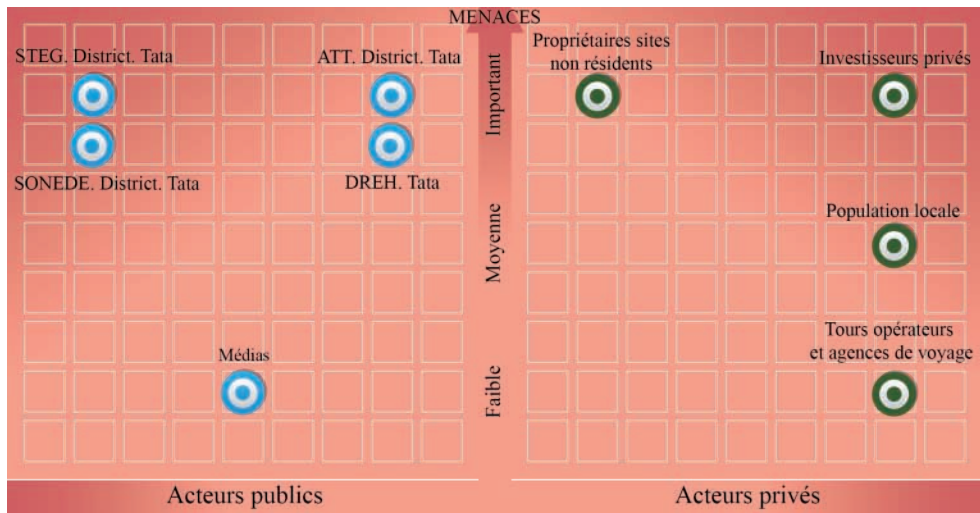 MENACES
STEG. District. Tata
ATT. District. Tata
Propriétaires sites
non résidents
Investisseurs privés
Important
SONEDE. District. Tata
DREH. Tata
Population locale
Moyenne
Médias
Tours opérateurs
et agences de voyage
Faible
Acteurs publics
Acteurs privés